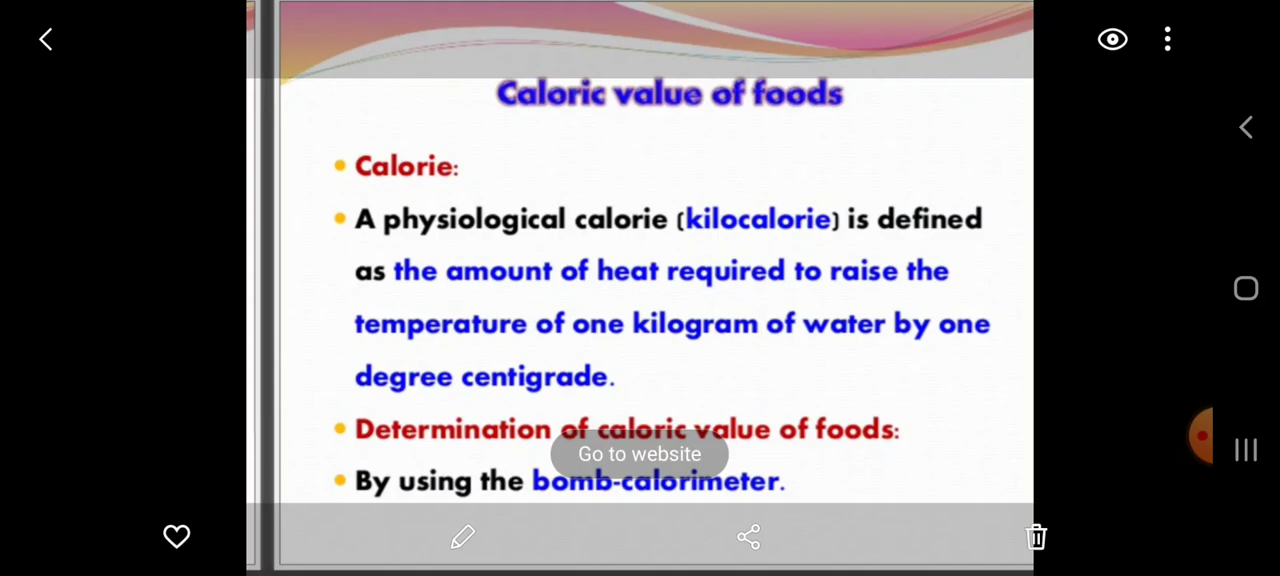 Caloric value of foods
• Calorie:
• A physiological calorie (kilocalorie) is defined
as the amount of heat required to raise the
temperature of one kilogram of water by one
degree centigrade.
• Determination of caloric value of foods:
Go to website
• By using the bomb-calorimeter.